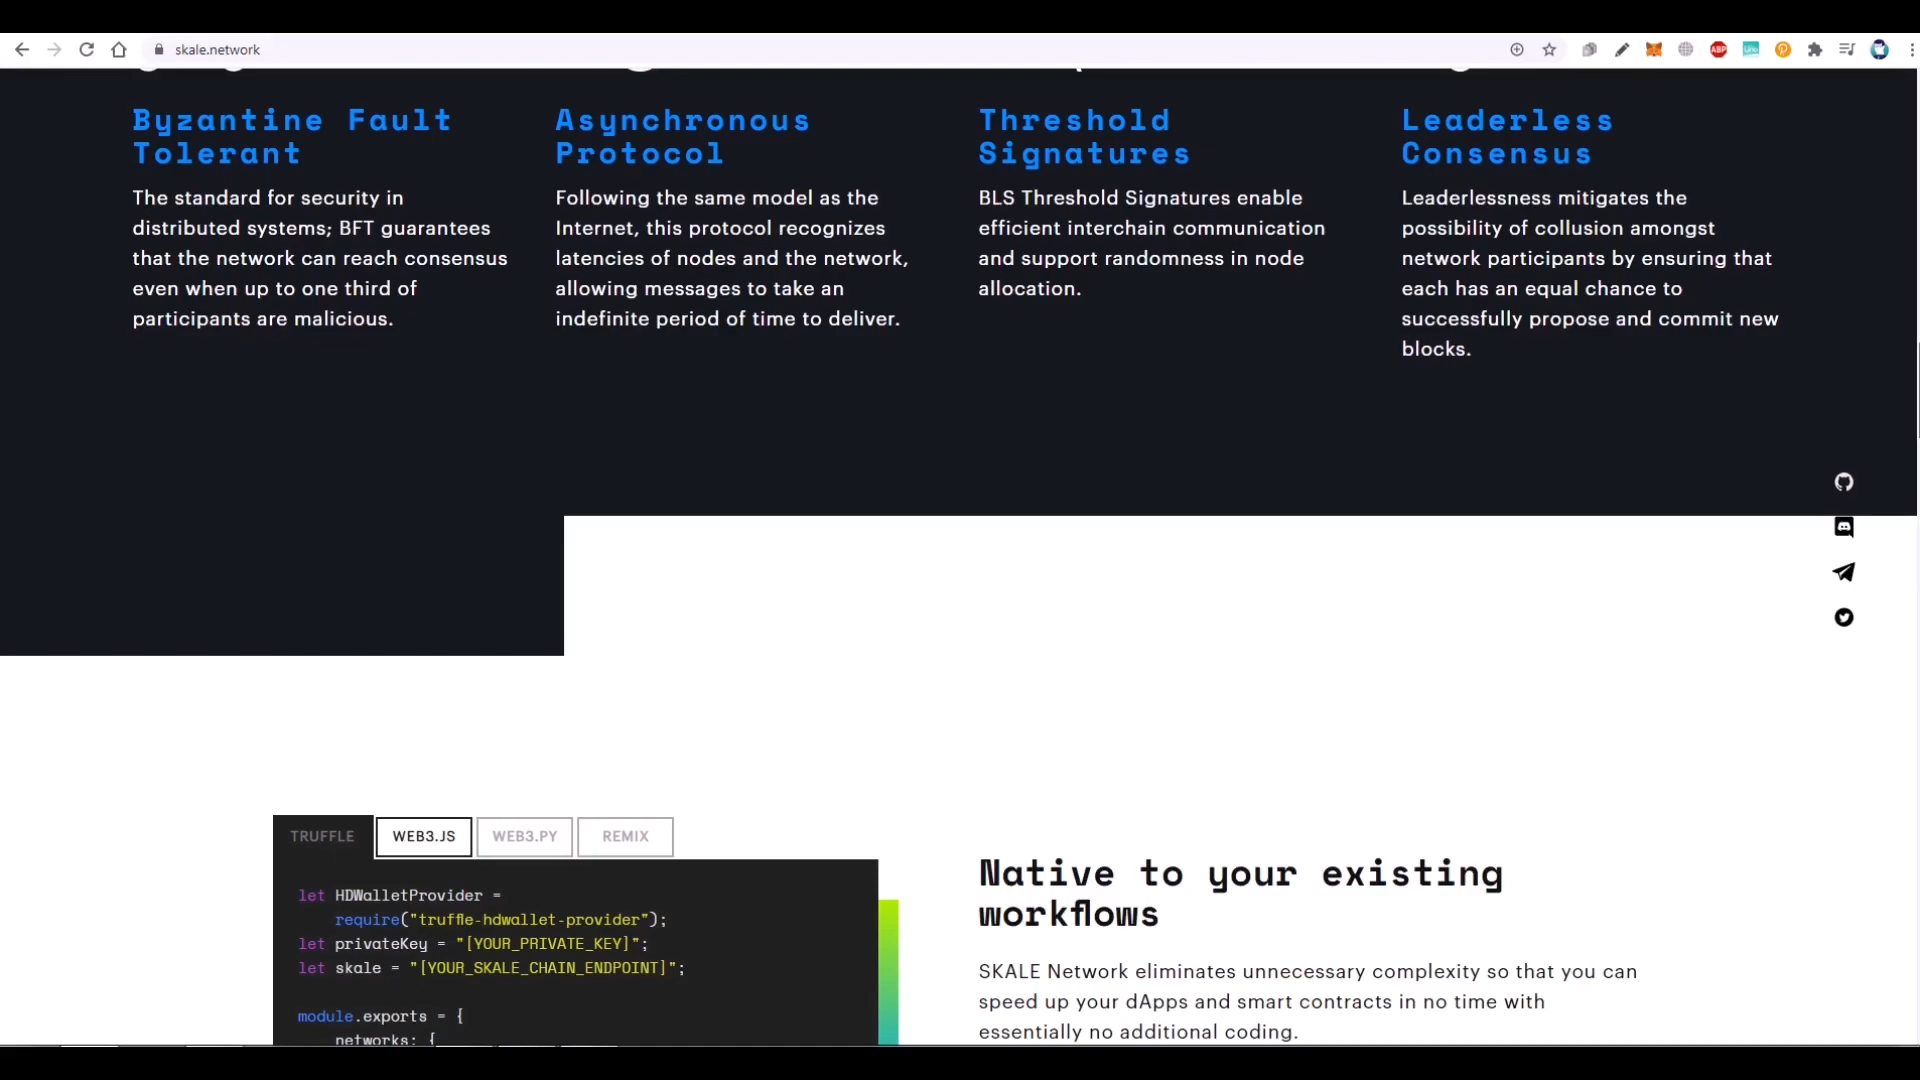 skale.network
Byzantine Fault
Tolerant
The standard for security in
distributed systems; BFT guarantees
that the network can reach consensus
even when up to one third of
participants are malicious.
Asynchronous
Protocol
Following the same model as the
Internet, this protocol recognizes
latencies of nodes and the network,
allowing messages to take an
indefinite period of time to deliver.
Threshold
Signatures
BLS Threshold Signatures enable
efficient interchain communication
and support randomness in node
allocation.
Leaderless
Consensus
Leaderlessness mitigates the
possibility of collusion amongst
network participants by ensuring that
each has an equal chance to
successfully propose and commit new
blocks.
TRUFFLE
WEB3.JS
WEB3.PY
REMIX
let HDWalletProvider =
require("truffle-hdwallet-provider");
let privateKey = "[YOUR_PRIVATE_KEY]";
let skale = "[YOUR_SKALE_CHAIN_ENDPOINT]";
module.exports = {
networks: {
Native to your existing
workflows
SKALE Network eliminates unnecessary complexity so that you can
speed up your dApps and smart contracts in no time with
essentially no additional coding.